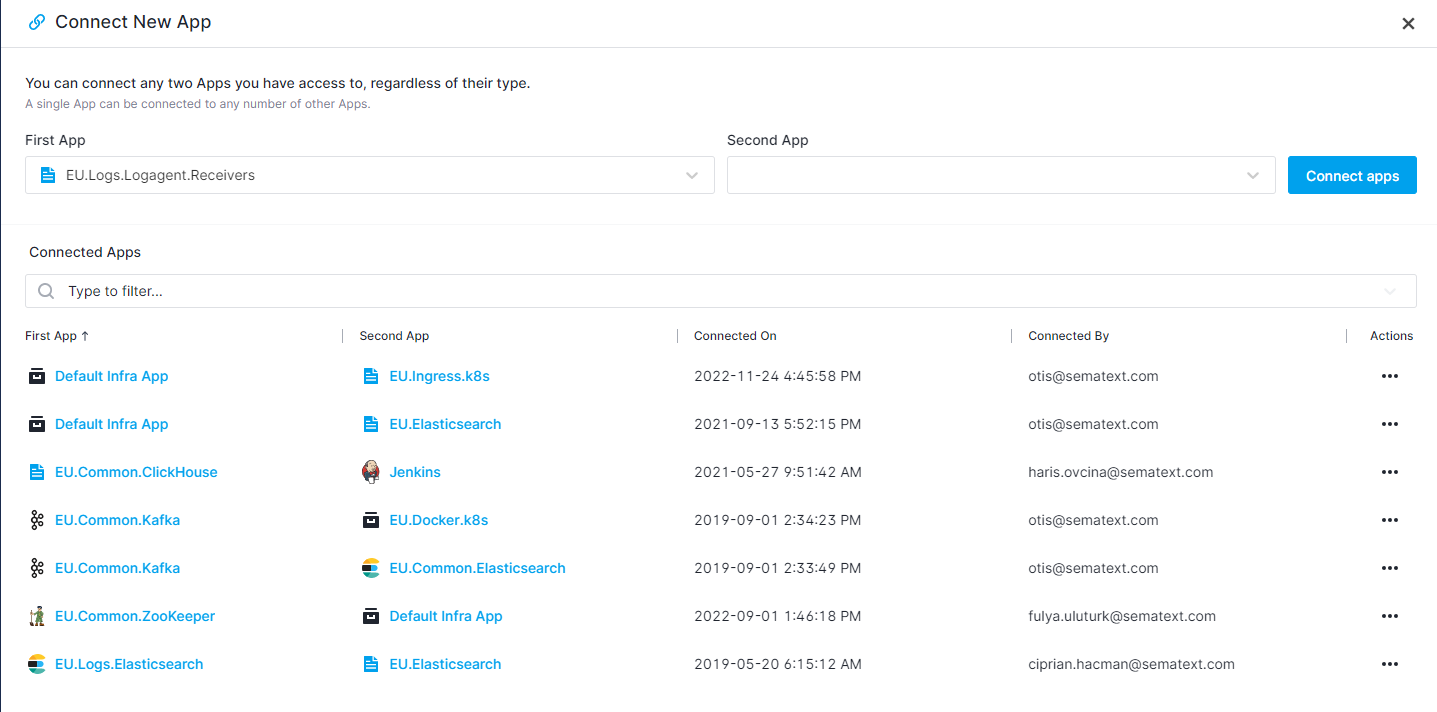 Connect New App
You can connect any two Apps you have access to, regardless of their type.
A single App can be connected to any number of other Apps.
First App Second App
EU.Logs.Logagent.Receivers Connect apps
Connected Apps
Type to filter...
First App ↑ Second App Connected On Connected By Actions
Default Infra App EU.Ingress.k8s 2022-11-24 4:45:58 PM otis@sematext.com
Default Infra App EU.Elasticsearch 2021-09-13 5:52:15 PM otis@sematext.com
EU.Common.ClickHouse Jenkins 2021-05-27 9:51:42 AM haris.ovcina@sematext.com
EU.Common.Kafka EU.Docker.k8s 2019-09-01 2:34:23 PM otis@sematext.com
EU.Common.Kafka EU.Common.Elasticsearch 2019-09-01 2:33:49 PM otis@sematext.com
EU.Common.ZooKeeper Default Infra App 2022-09-01 1:46:18 PM fulya.uluturk@sematext.com
EU.Logs.Elasticsearch EU.Elasticsearch 2019-05-20 6:15:12 AM ciprian.hacman@sematext.com